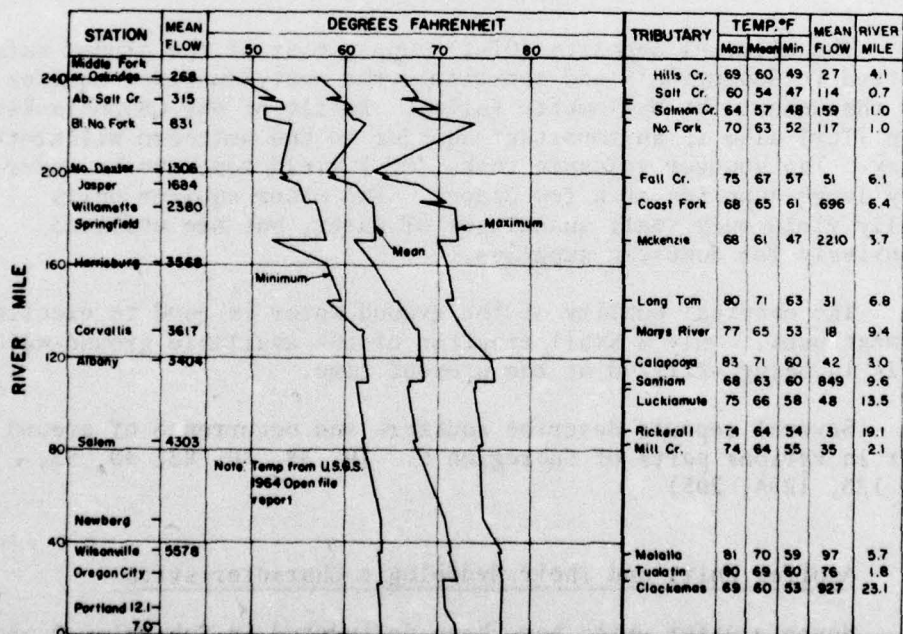 STATION
MEAN FLOW
DEGREES FAHRENHEIT
50 60 70 80
TRIBUTARY
TEMP. °F
Max Mean Min
MEAN FLOW
RIVER MILE
RIVER MILE
240
200
160
120
80
40
0
Middle Fork
nr. Oakridge 268
Ab. Salt Cr. 315
Bl. No. Fork 831
No. Dexter 1306
Jasper 1684
Willamette 2380
Springfield
Harrisburg 3568
Corvallis 3617
Albany 3404
Salem 4303
Newberg
Wilsonville 5578
Oregon City
Portland 12.1
7.0
Minimum
Mean
Maximum
Note: Temp from U.S.G.S.
1964 Open file
report
Hills Cr. 69 60 49 27 4.1
Salt Cr. 60 54 47 114 0.7
Salmon Cr. 64 57 48 159 1.0
No. Fork 70 63 52 117 1.0
Fall Cr. 75 67 57 51 6.1
Coast Fork 68 65 61 696 6.4
Mckenzie 68 61 47 2210 3.7
Long Tom 80 71 63 31 6.8
Marys River 77 65 53 18 9.4
Calapoya 83 71 60 42 3.0
Santiam 68 63 60 849 9.6
Luckiamute 75 66 58 48 13.5
Rickerall 74 64 54 19.1
Mill Cr. 74 64 55 35 2.1
Molalla 81 70 59 97 5.7
Tualatin 80 69 60 76 1.8
Clackamas 69 60 53 927 23.1